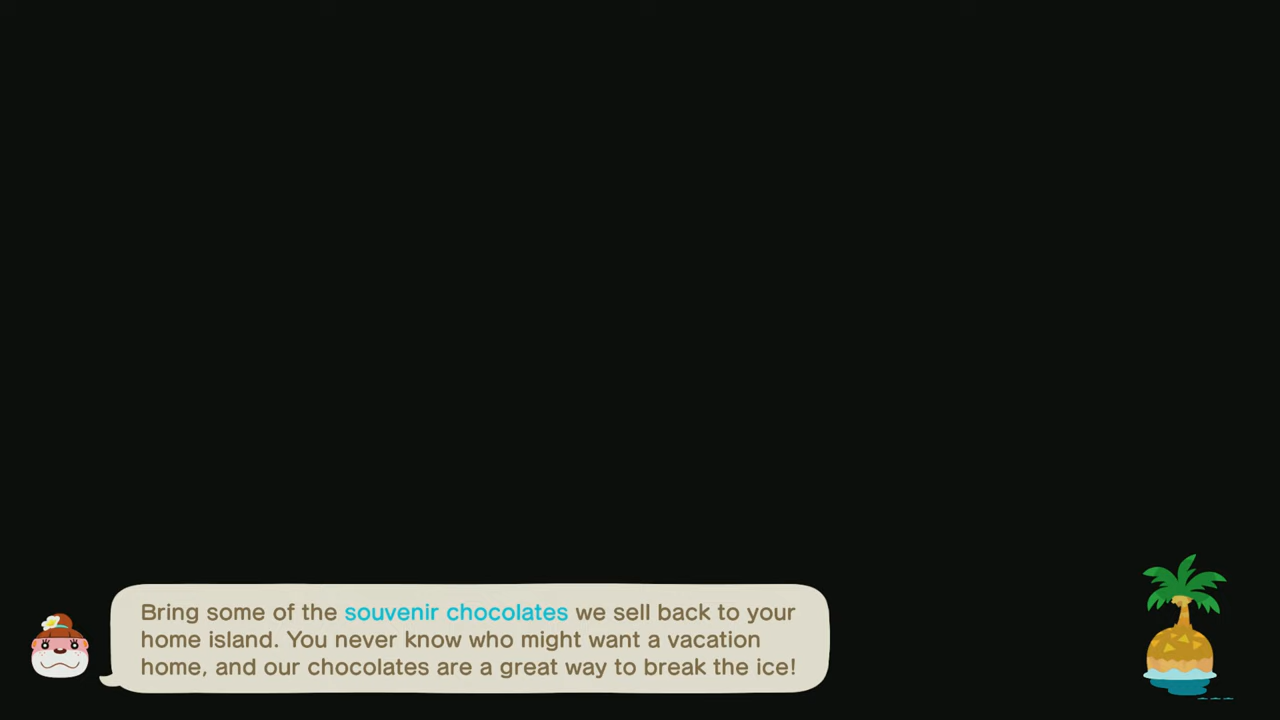 Bring some of the souvenir chocolates we sell back to your
home island. You never know who might want a vacation
home, and our chocolates are a great way to break the ice!